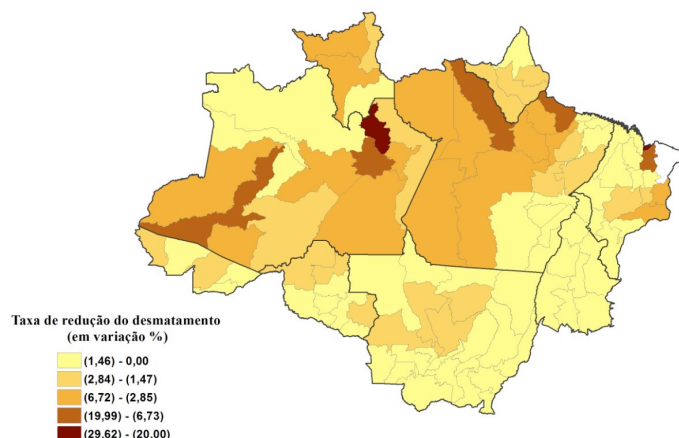 Taxa de redução do desmatamento
(em variação %)
(1,46) - 0,00
(2,84) - (1,47)
(6,72) - (2,85)
(19,99) - (6,73)
(29,62) - (20,00)